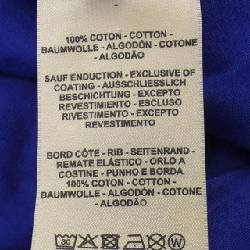 -
100% COTON - COTTON -
BAUMWOLLE - ALGODÓN - COTONE
- ALGODÃO
SAUF ENDUCTION - EXCLUSIVE OF
COATING - AUSSCHLIESSLICH
BESCHICHTUNG - EXCEPTO
REVESTIMIENTO - ESCLUSO
RIVESTIMENTO - EXCEPTO
REVESTIMENTO
-
BORD CÔTE - RIB - SEITENRAND -
REMATE ELÁSTICO - ORLO A
COSTINE - PUNHO E BORDA
100% COTON - COTTON -
BAUMWOLLE - ALGODÓN - COTONE
- ALGODÃO
30